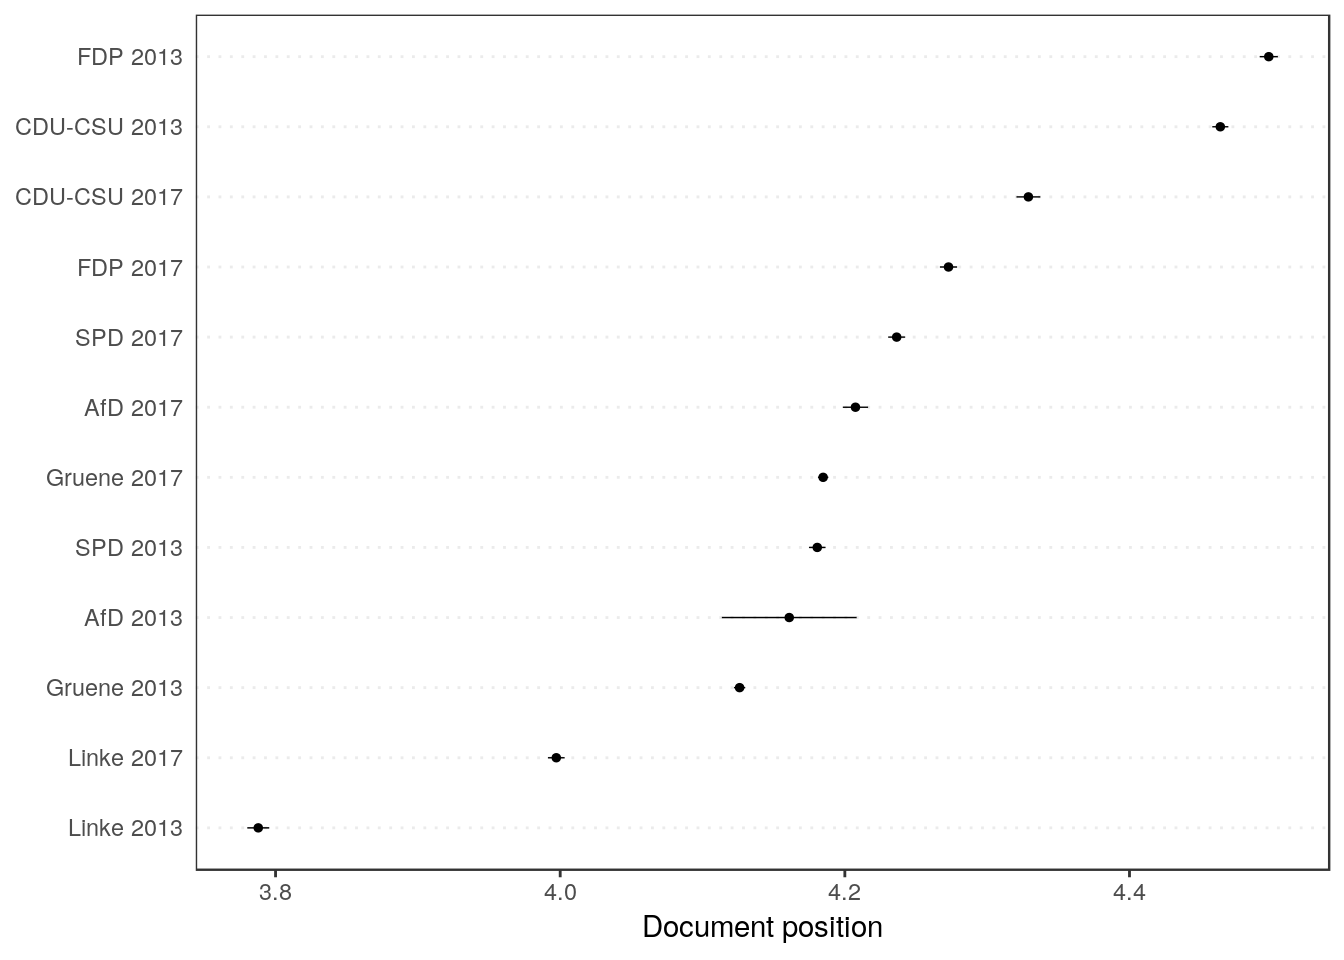 FDP 2013
CDU-CSU 2013
CDU-CSU 2017
FDP 2017
SPD 2017
AfD 2017
Gruene 2017
SPD 2013
AfD 2013
Gruene 2013
Linke 2017
Linke 2013
3.8 4.0 4.2 4.4
Document position